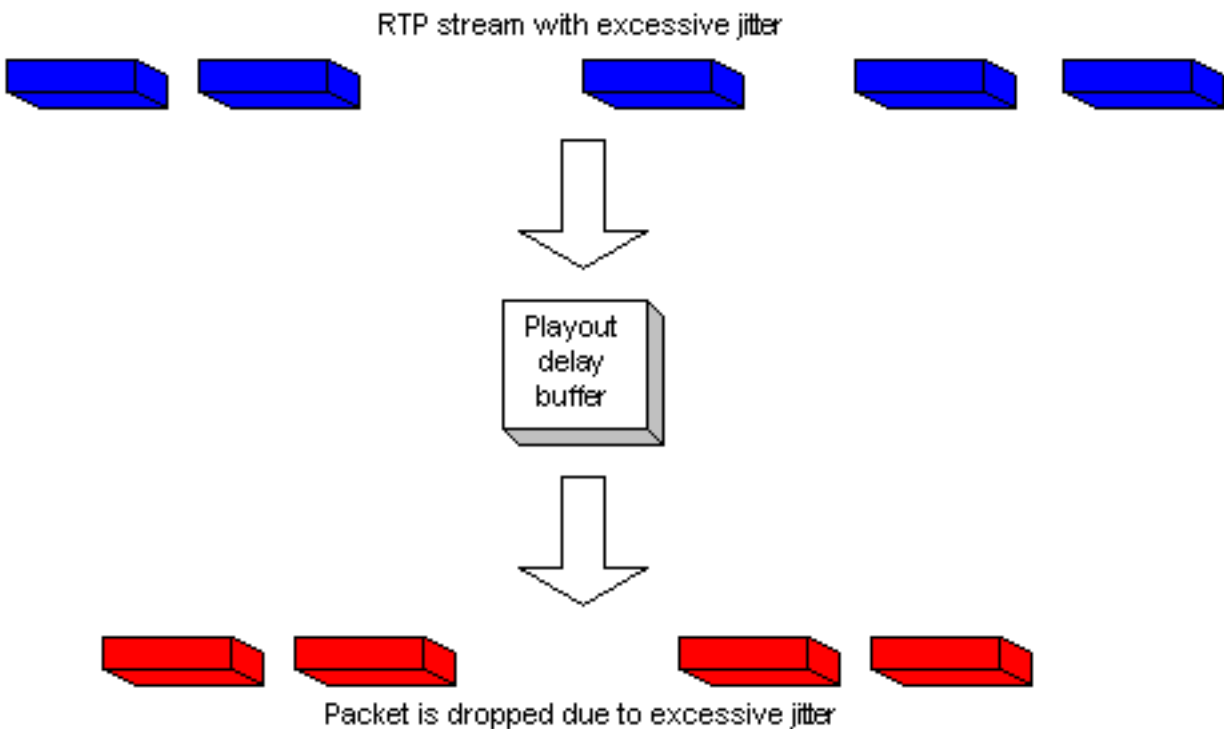 RTP stream with excessive jitter
Playout
delay
buffer
Packet is dropped due to excessive jitter